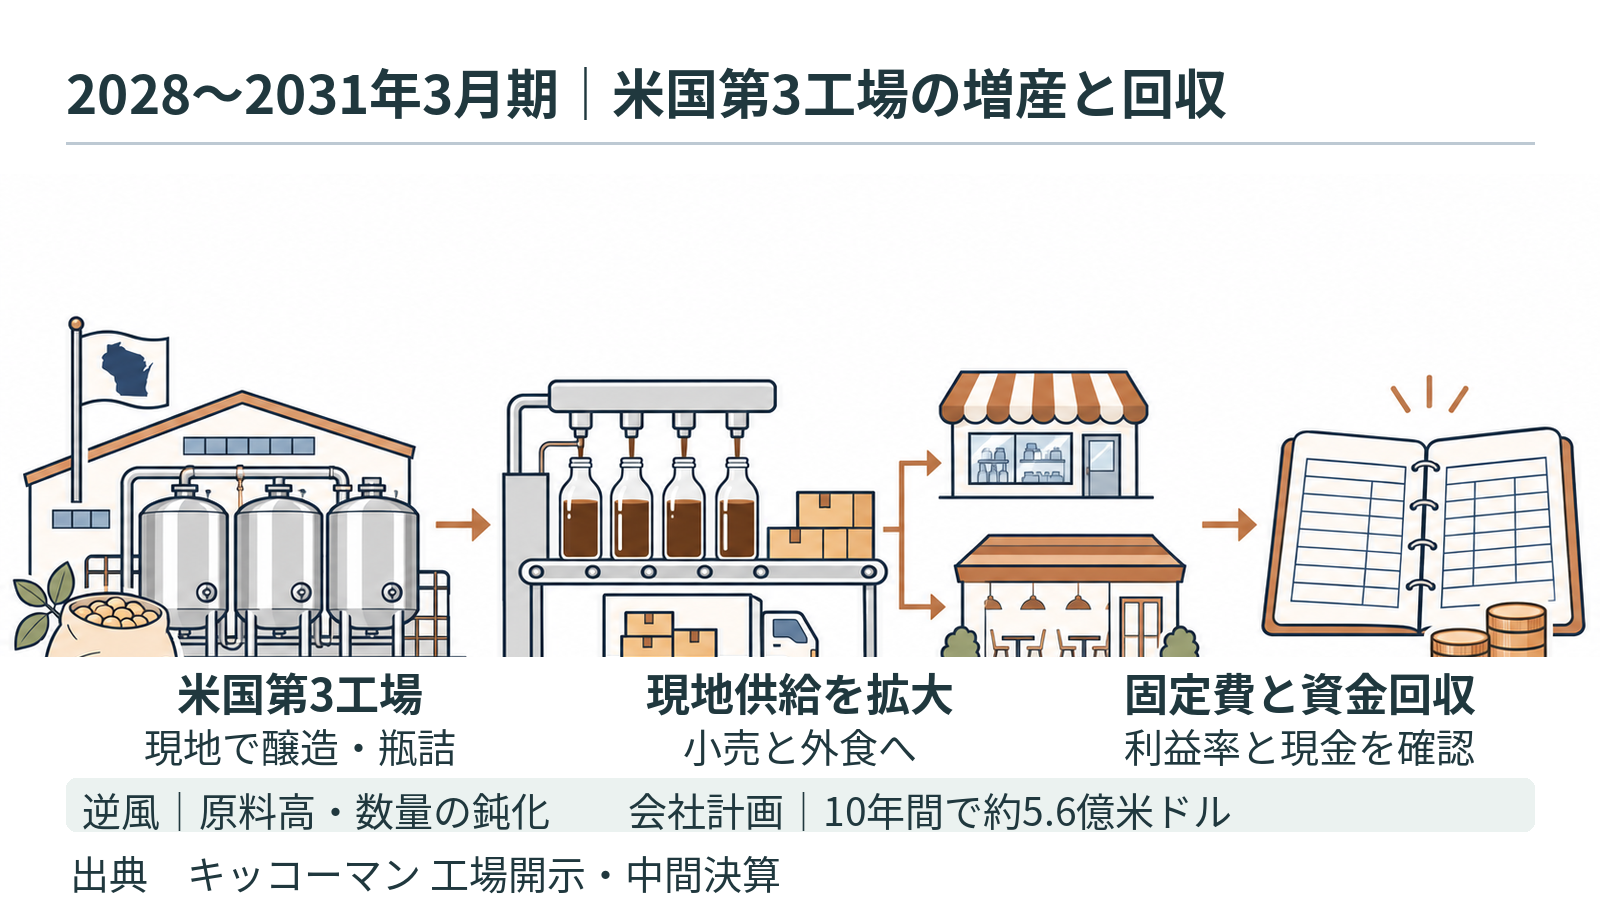 2028～2031年3月期｜米国第3工場の増産と回収
米国第3工場
現地で醸造・瓶詰
現地供給を拡大
小売と外食へ
固定費と資金回収
利益率と現金を確認
逆風｜原料高・数量の鈍化　　会社計画｜10年間で約5.6億米ドル
出典　キッコーマン 工場開示・中間決算